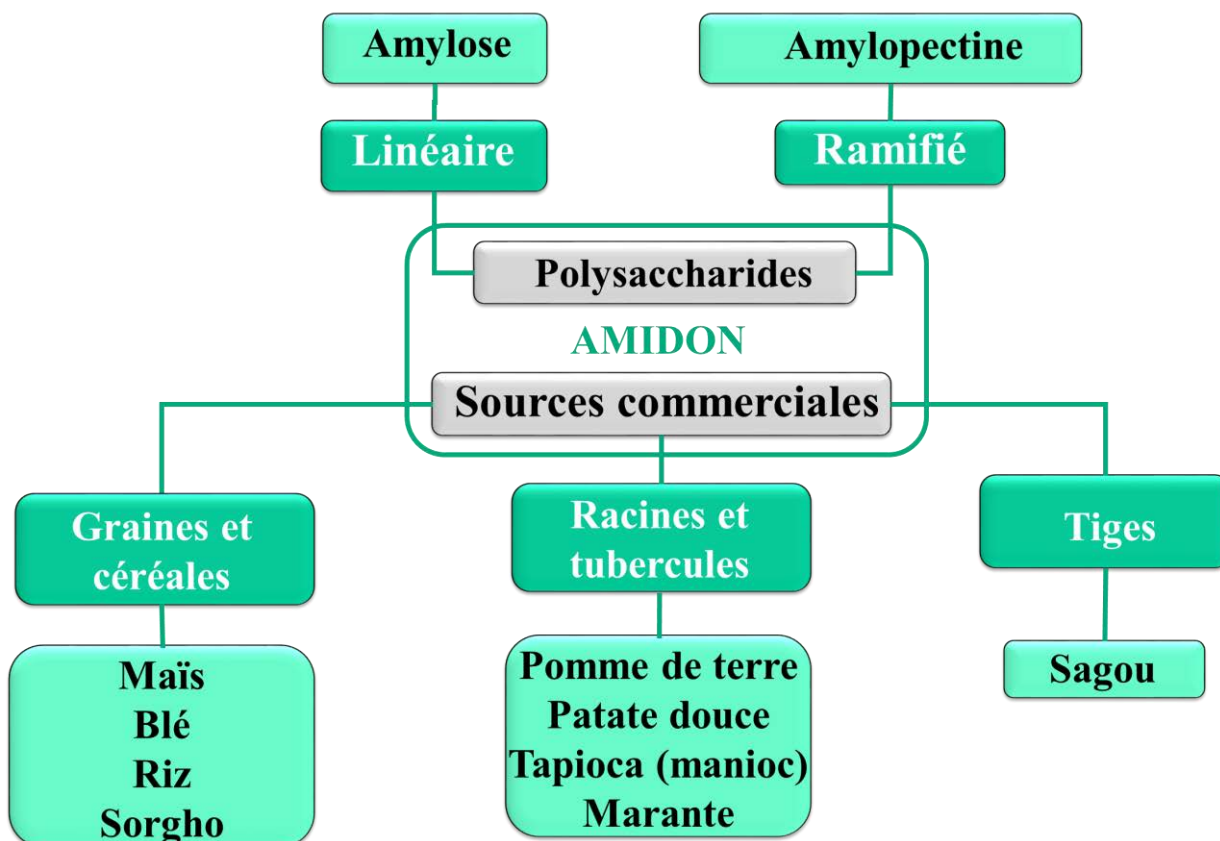 Amylose
Amylopectine
Linéaire
Ramifié
Polysaccharides
AMIDON
Sources commerciales
Graines et
céréales
Racines et
tubercules
Tiges
Maïs
Blé
Riz
Sorgho
Pomme de terre
Patate douce
Tapioca (manioc)
Marante
Sagou